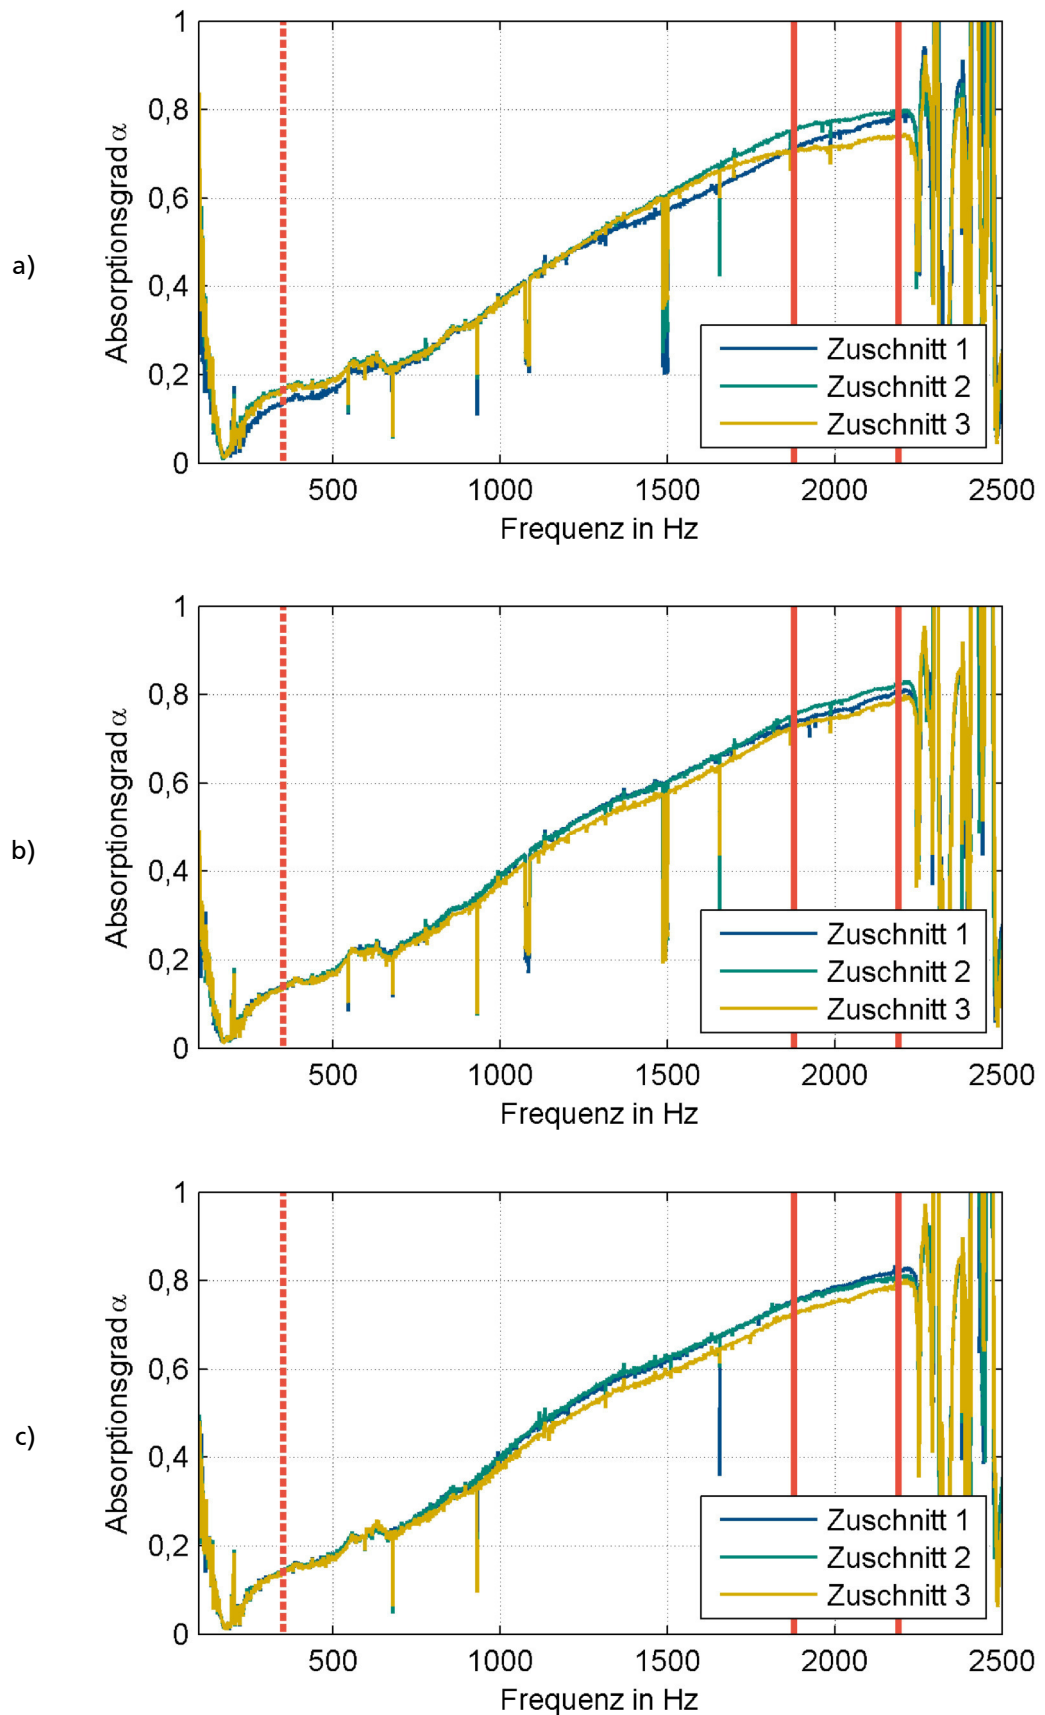 a)
Absorptionsgrad α
1
0,8
0,6
0,4
0,2
0
500
1000
1500
2000
2500
Frequenz in Hz
Zuschnitt 1
Zuschnitt 2
Zuschnitt 3
b)
Absorptionsgrad α
1
0,8
0,6
0,4
0,2
0
500
1000
1500
2000
2500
Frequenz in Hz
Zuschnitt 1
Zuschnitt 2
Zuschnitt 3
c)
Absorptionsgrad α
1
0,8
0,6
0,4
0,2
0
500
1000
1500
2000
2500
Frequenz in Hz
Zuschnitt 1
Zuschnitt 2
Zuschnitt 3